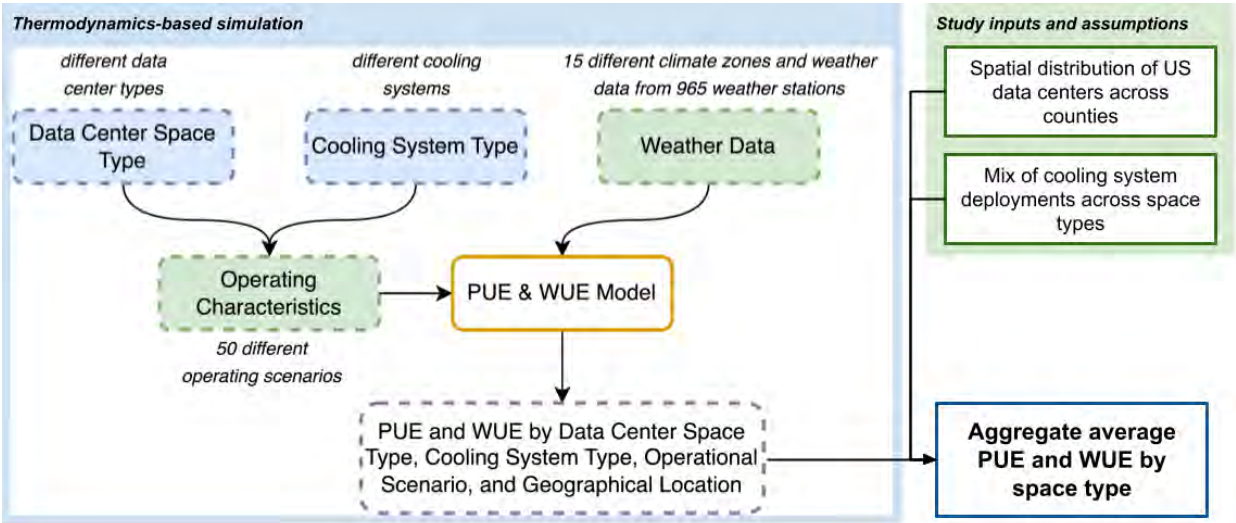 Thermodynamics-based simulation
different data
center types
Data Center Space
Type
different cooling
systems
Cooling System Type
15 different climate zones and weather
data from 965 weather stations
Weather Data
Operating
Characteristics
50 different
operating scenarios
PUE & WUE Model
PUE and WUE by Data Center Space
Type, Cooling System Type, Operational
Scenario, and Geographical Location
Study inputs and assumptions
Spatial distribution of US
data centers across
counties
Mix of cooling system
deployments across space
types
Aggregate average
PUE and WUE by
space type